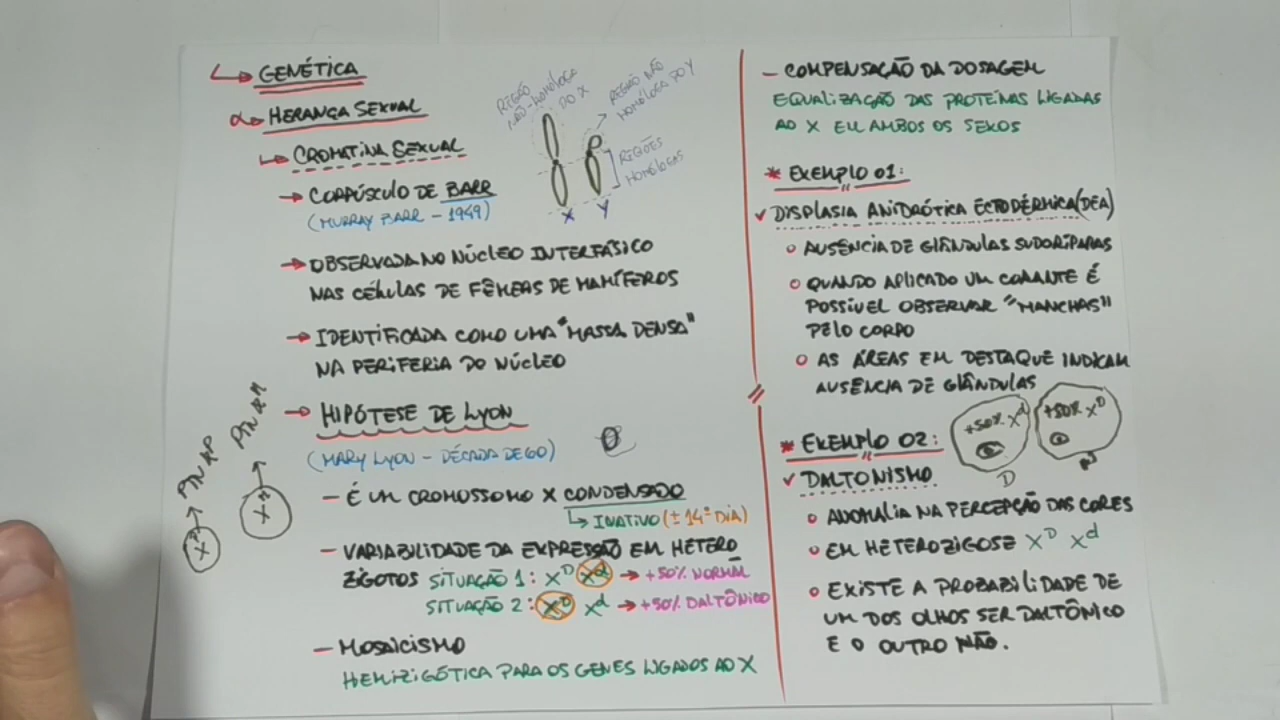 GENÉTICA
HERANÇA SEXUAL
CROMATINA SEXUAL
CORPÚSCULO DE BARR
(MURRAY BARR - 1949)
REGIÃO
NÃO-HOMÓLOGA
DO X
REGIÃO NÃO
HOMÓLOGA DO Y
REGIÕES
HOMÓLOGAS
X Y
OBSERVADA NO NÚCLEO INTERFÁSICO
NAS CÉLULAS DE FÊMEAS DE MAMÍFEROS
IDENTIFICADA COMO UMA "MASSA DENSA"
NA PERIFERIA DO NÚCLEO
HIPÓTESE DE LYON
(MARY LYON - DÉCADA DE 60)
- É UM CROMOSSOMO X CONDENSADO
INATIVO (± 14º DIA)
- VARIABILIDADE DA EXPRESSÃO EM HETERO
ZIGOTOS SITUAÇÃO 1: X^D X^d → +50% NORMAL
SITUAÇÃO 2: X^D X^d → +50% DALTÔNICO
- MOSAICISMO
HEMIZIGÓTICA PARA OS GENES LIGADOS AO X
PTN XP
PTN XM
X^P
X^M
- COMPENSAÇÃO DA DOSAGEM
EQUALIZAÇÃO DAS PROTEÍNAS LIGADAS
AO X EM AMBOS OS SEXOS
* EXEMPLO 01:
✓ DISPLASIA ANIDRÓTICA ECTODÉRMICA (DEA)
AUSÊNCIA DE GLÂNDULAS SUDORÍPARAS
QUANDO APLICADO UM CORANTE É
POSSÍVEL OBSERVAR "MANCHAS"
PELO CORPO
AS ÁREAS EM DESTAQUE INDICAM
AUSÊNCIA DE GLÂNDULAS
* EXEMPLO 02:
+50% X^d
D
+50% X^D
N
✓ DALTONISMO
ANOMALIA NA PERCEPÇÃO DAS CORES
EM HETEROZIGOSE X^D X^d
EXISTE A PROBABILIDADE DE
UM DOS OLHOS SER DALTÔNICO
E O OUTRO NÃO.